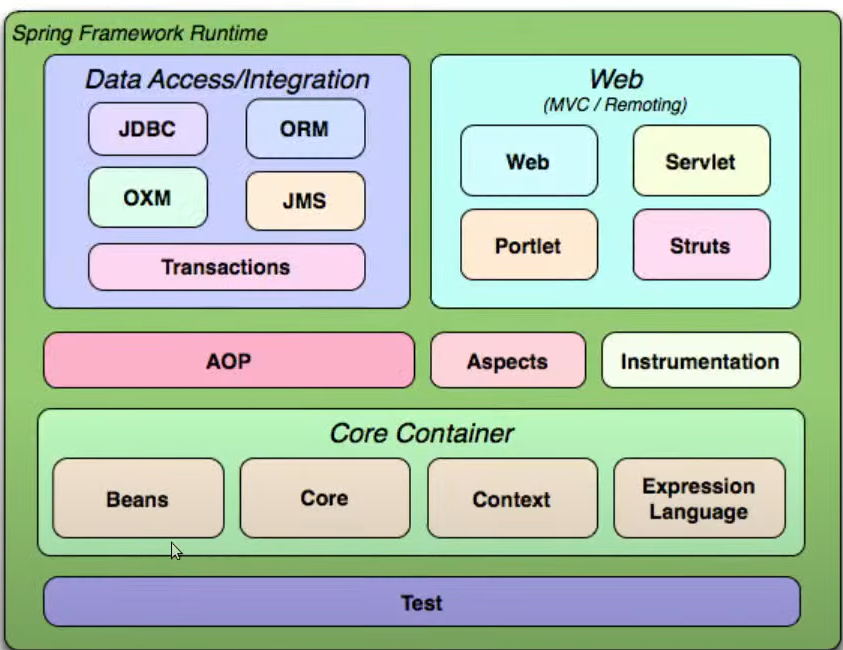 Spring Framework Runtime
Data Access/Integration
JDBC
ORM
OXM
JMS
Transactions
Web
(MVC / Remoting)
Web
Servlet
Portlet
Struts
AOP
Aspects
Instrumentation
Core Container
Beans
Core
Context
Expression
Language
Test